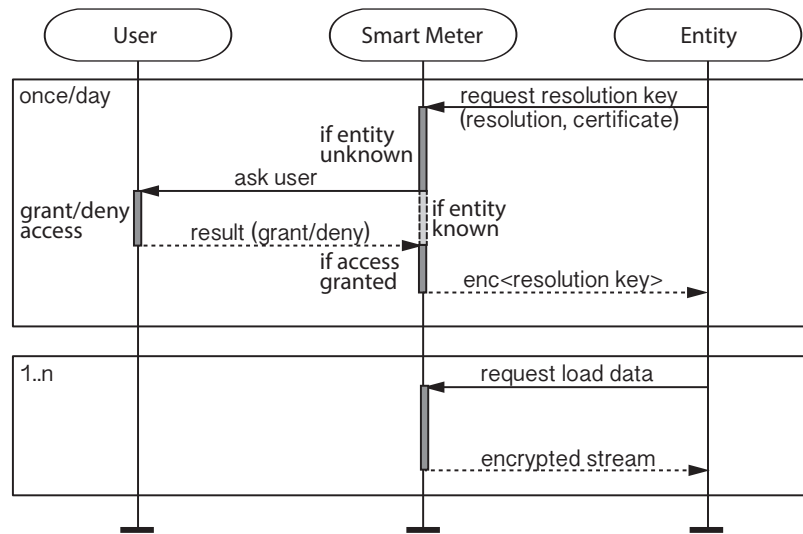 User
Smart Meter
Entity
once/day
request resolution key
(resolution, certificate)
if entity
unknown
ask user
grant/deny
access
if entity
known
result (grant/deny)
if access
granted
enc<resolution key>
1..n
request load data
encrypted stream